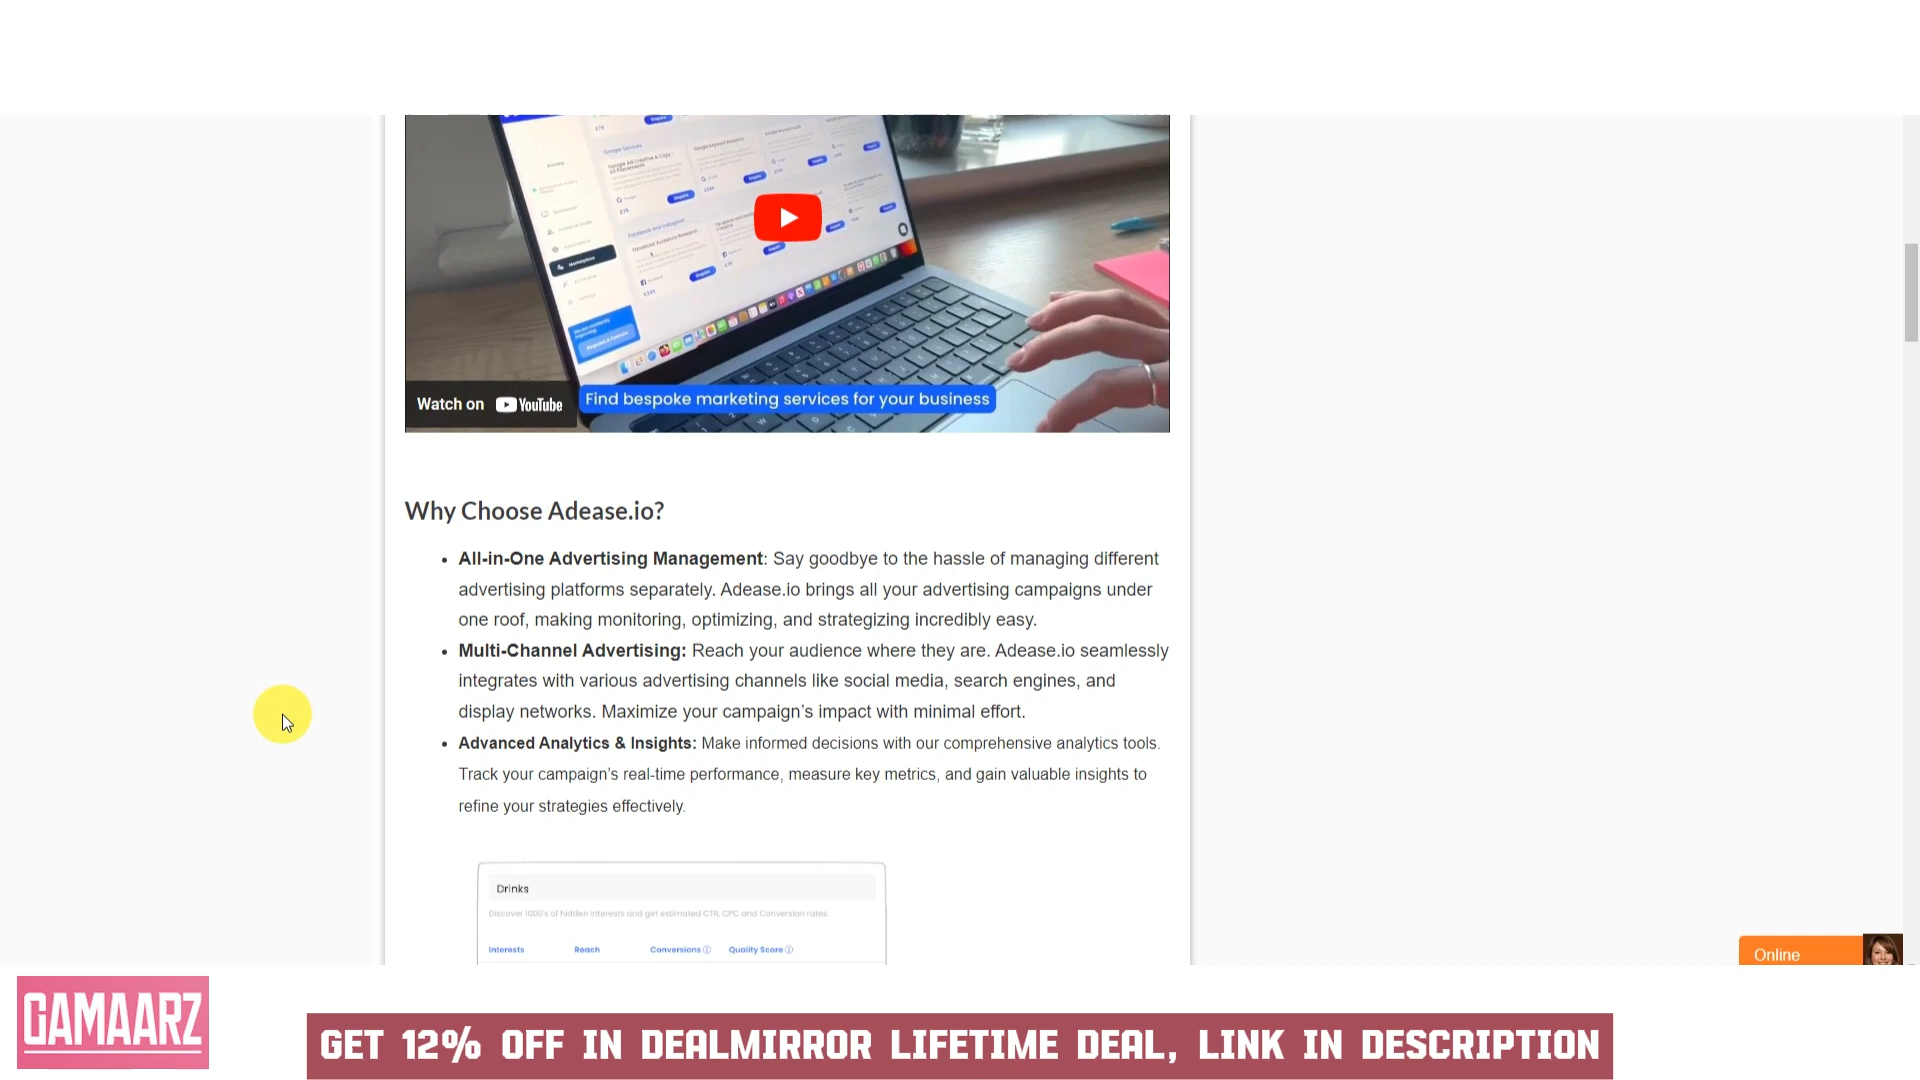 Google Services
Marketplace
Watch on YouTube
Find bespoke marketing services for your business
Why Choose Adease.io?
• All-in-One Advertising Management: Say goodbye to the hassle of managing different
advertising platforms separately. Adease.io brings all your advertising campaigns under
one roof, making monitoring, optimizing, and strategizing incredibly easy.
• Multi-Channel Advertising: Reach your audience where they are. Adease.io seamlessly
integrates with various advertising channels like social media, search engines, and
display networks. Maximize your campaign’s impact with minimal effort.
• Advanced Analytics & Insights: Make informed decisions with our comprehensive analytics tools.
Track your campaign’s real-time performance, measure key metrics, and gain valuable insights to
refine your strategies effectively.
Drinks
Discover 1000's of hidden interests and get estimated CTR, CPC and Conversion rates.
Interests Reach Conversions Quality Score
Online
GAMAARZ
GET 12% OFF IN DEALMIRROR LIFETIME DEAL, LINK IN DESCRIPTION